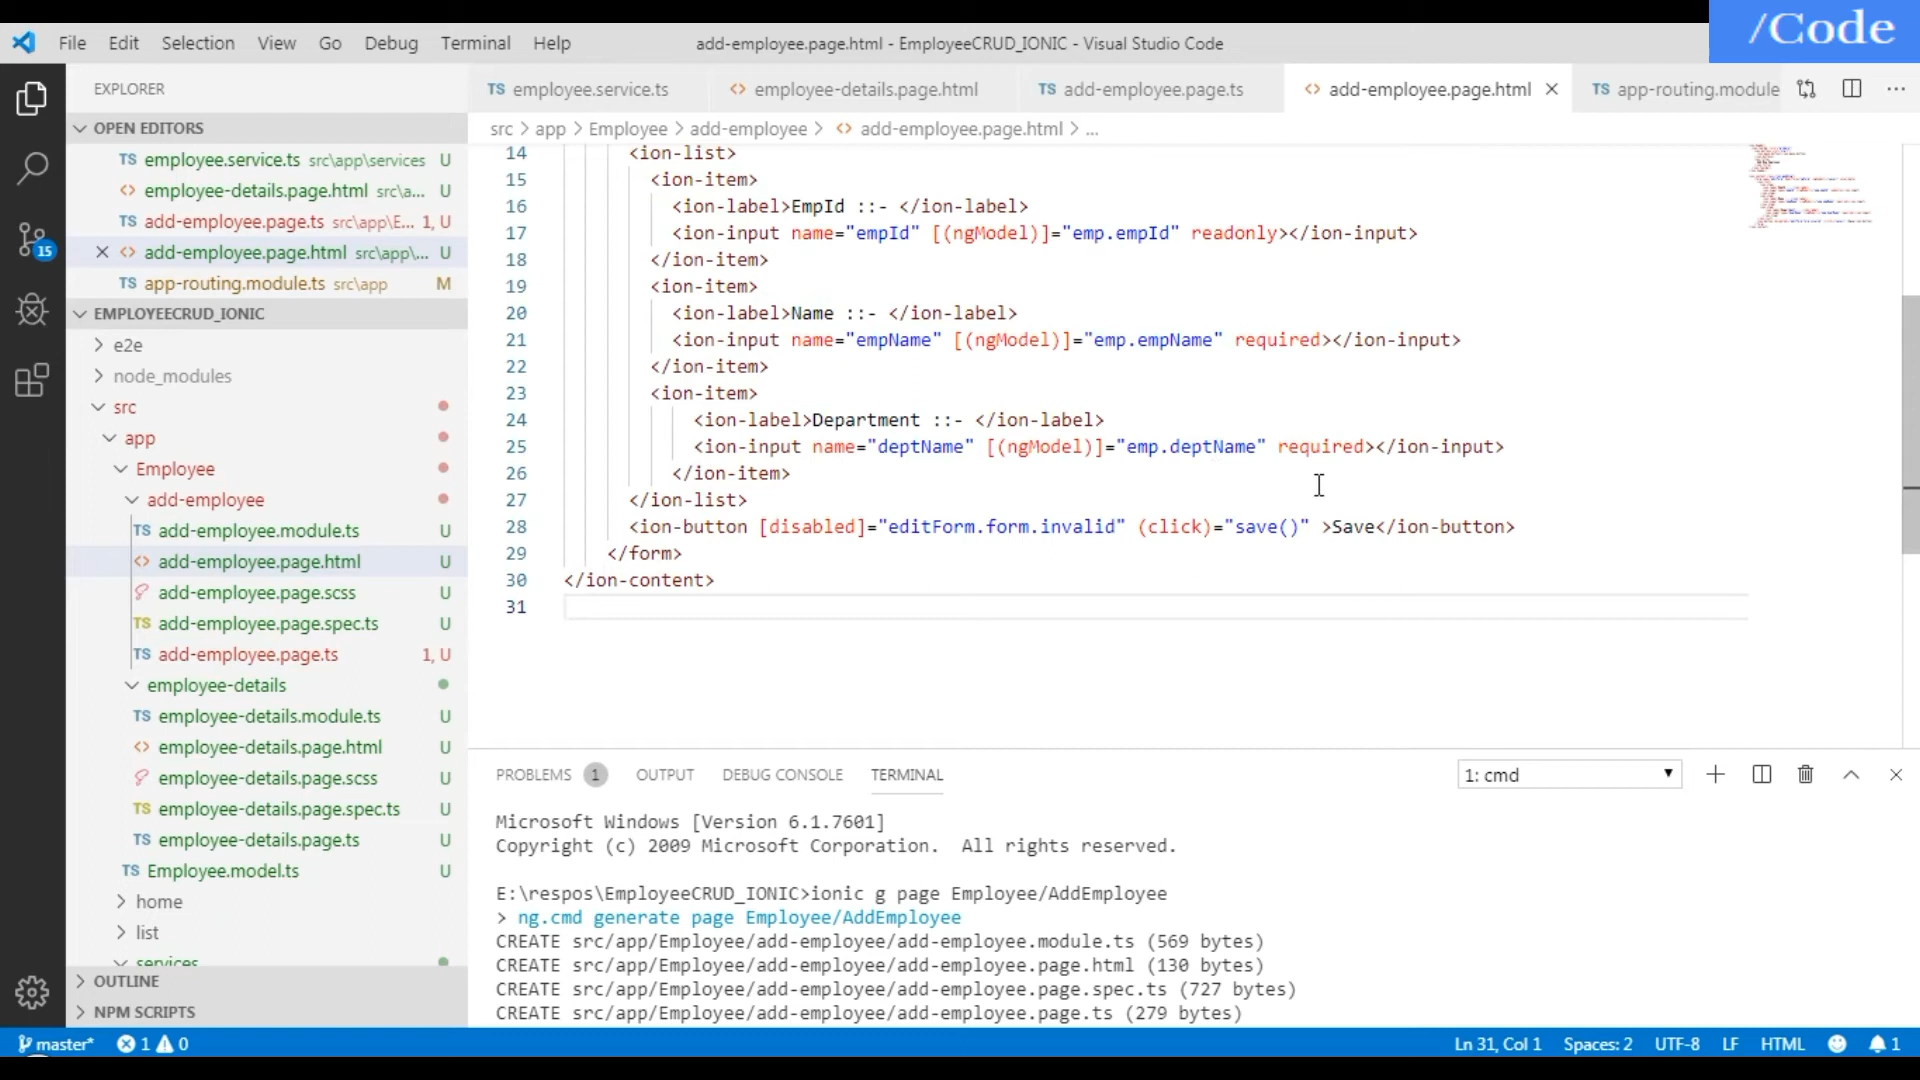 /Code
File Edit Selection View Go Debug Terminal Help
add-employee.page.html - EmployeeCRUD_IONIC - Visual Studio Code
EXPLORER
OPEN EDITORS
TS employee.service.ts src\app\services U
<> employee-details.page.html src\a... U
TS add-employee.page.ts src\app\E... 1, U
<> add-employee.page.html src\app\... U
TS app-routing.module.ts src\app M
EMPLOYEECRUD_IONIC
e2e
node_modules
src
app
Employee
add-employee
TS add-employee.module.ts U
<> add-employee.page.html U
add-employee.page.scss U
TS add-employee.page.spec.ts U
TS add-employee.page.ts 1, U
employee-details
TS employee-details.module.ts U
<> employee-details.page.html U
employee-details.page.scss U
TS employee-details.page.spec.ts U
TS employee-details.page.ts U
TS Employee.model.ts U
home
list
services
OUTLINE
NPM SCRIPTS
15
TS employee.service.ts <> employee-details.page.html TS add-employee.page.ts <> add-employee.page.html TS app-routing.module ...
src > app > Employee > add-employee > <> add-employee.page.html > ...
14 <ion-list>
15 <ion-item>
16 <ion-label>EmpId ::- </ion-label>
17 <ion-input name="empId" [(ngModel)]="emp.empId" readonly></ion-input>
18 </ion-item>
19 <ion-item>
20 <ion-label>Name ::- </ion-label>
21 <ion-input name="empName" [(ngModel)]="emp.empName" required></ion-input>
22 </ion-item>
23 <ion-item>
24 <ion-label>Department ::- </ion-label>
25 <ion-input name="deptName" [(ngModel)]="emp.deptName" required></ion-input>
26 </ion-item>
27 </ion-list>
28 <ion-button [disabled]="editForm.form.invalid" (click)="save()" >Save</ion-button>
29 </form>
30 </ion-content>
31
PROBLEMS 1 OUTPUT DEBUG CONSOLE TERMINAL 1: cmd
Microsoft Windows [Version 6.1.7601]
Copyright (c) 2009 Microsoft Corporation.  All rights reserved.
E:\respos\EmployeeCRUD_IONIC>ionic g page Employee/AddEmployee
> ng.cmd generate page Employee/AddEmployee
CREATE src/app/Employee/add-employee/add-employee.module.ts (569 bytes)
CREATE src/app/Employee/add-employee/add-employee.page.html (130 bytes)
CREATE src/app/Employee/add-employee/add-employee.page.spec.ts (727 bytes)
CREATE src/app/Employee/add-employee/add-employee.page.ts (279 bytes)
master* 1 0 Ln 31, Col 1 Spaces: 2 UTF-8 LF HTML 1